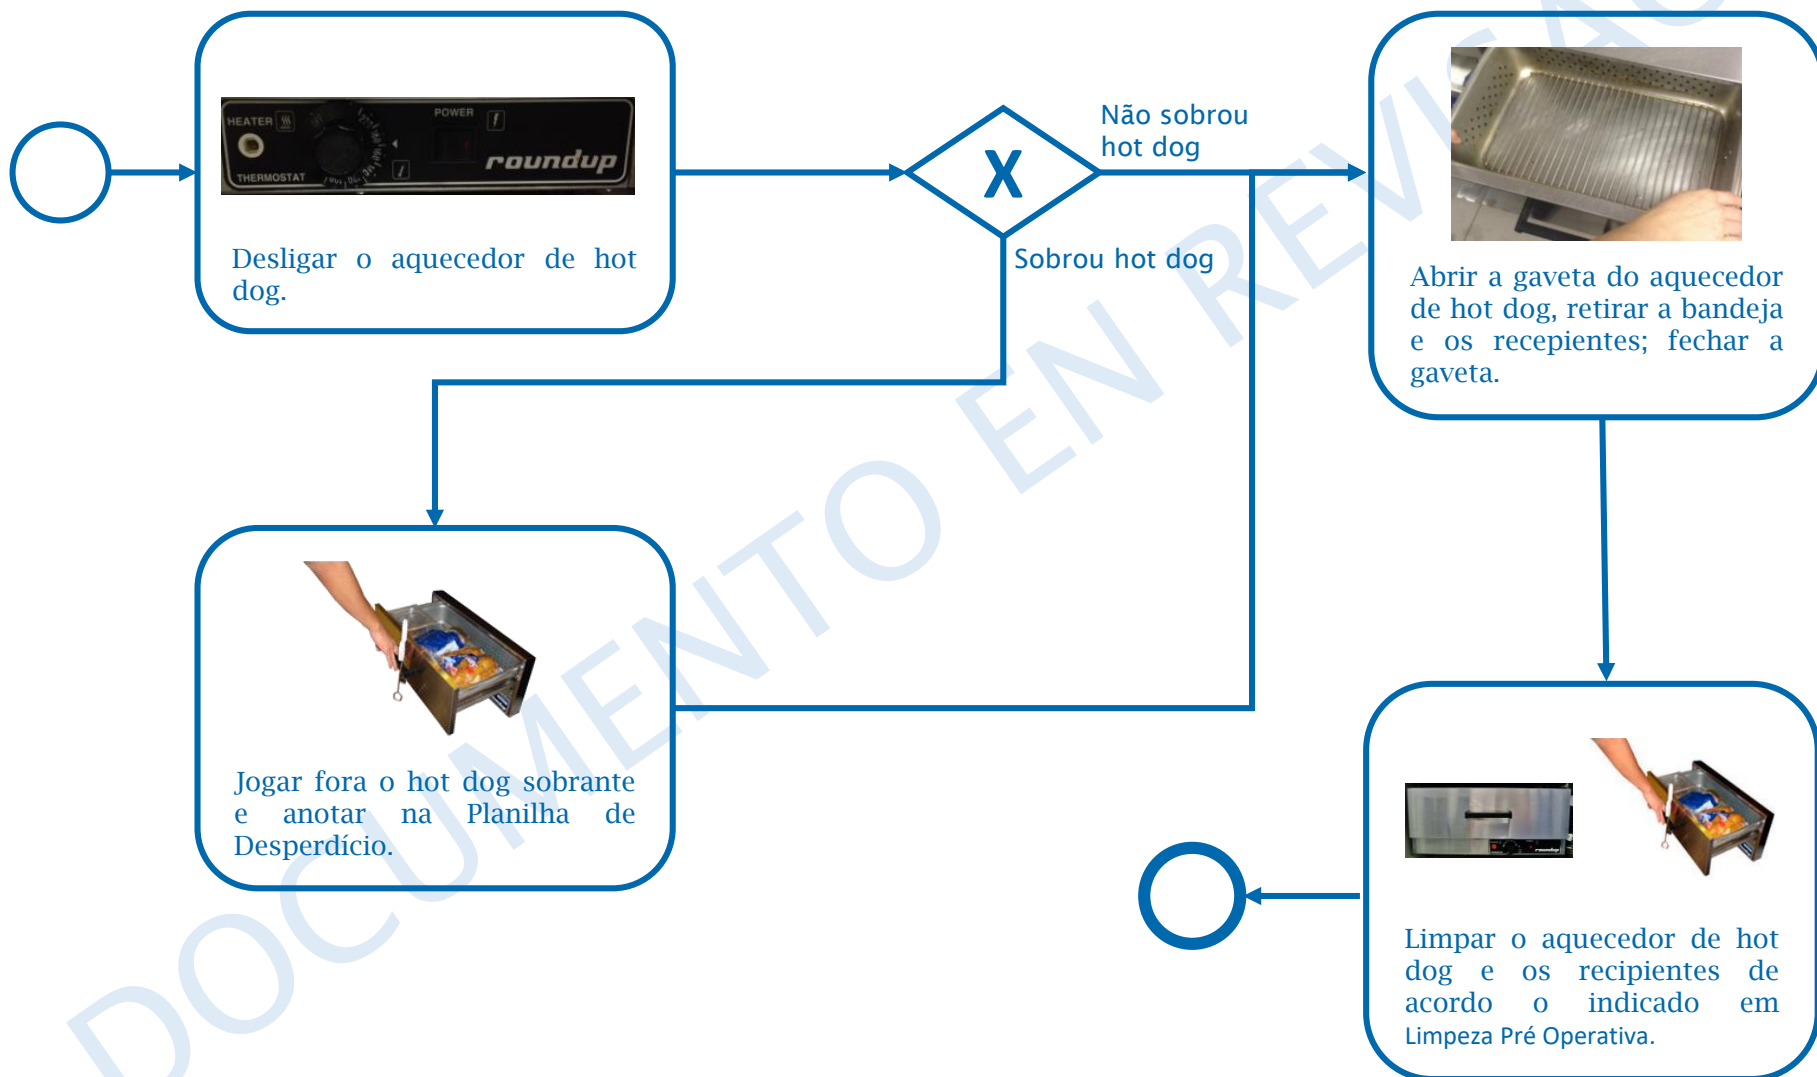 HEATER
POWER
THERMOSTAT
roundup
Desligar o aquecedor de hot
dog.
X
Não sobrou
hot dog
Sobrou hot dog
Abrir a gaveta do aquecedor
de hot dog, retirar a bandeja
e os recepientes; fechar a
gaveta.
Jogar fora o hot dog sobrante
e anotar na Planilha de
Desperdício.
roundup
Limpar o aquecedor de hot
dog e os recipientes de
acordo o indicado em
Limpeza Pré Operativa.
DOCUMENTO EN REVISÃO